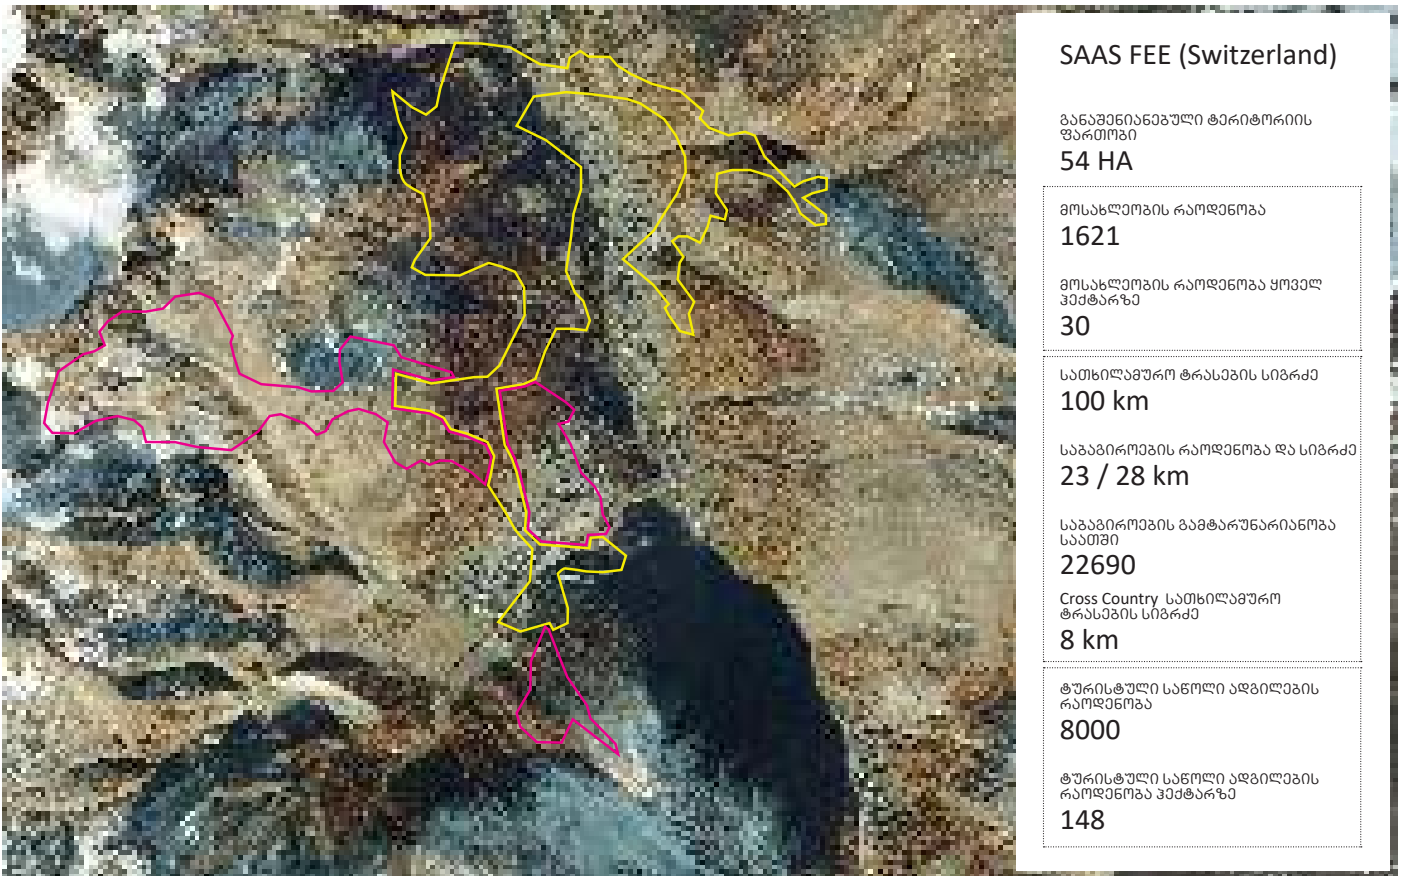 SAAS FEE (Switzerland)
განაშენიანებული ტერიტორიის
ფართობი
54 HA
მოსახლეობის რაოდენობა
1621
მოსახლეობის რაოდენობა ყოველ
ჰექტარზე
30
სათხილამურო ტრასების სიგრძე
100 km
საბაგიროების რაოდენობა და სიგრძე
23 / 28 km
საბაგიროების გამტარუნარიანობა
საათში
22690
Cross Country სათხილამურო
ტრასების სიგრძე
8 km
ტურისტული საწოლი ადგილების
რაოდენობა
8000
ტურისტული საწოლი ადგილების
რაოდენობა ჰექტარზე
148